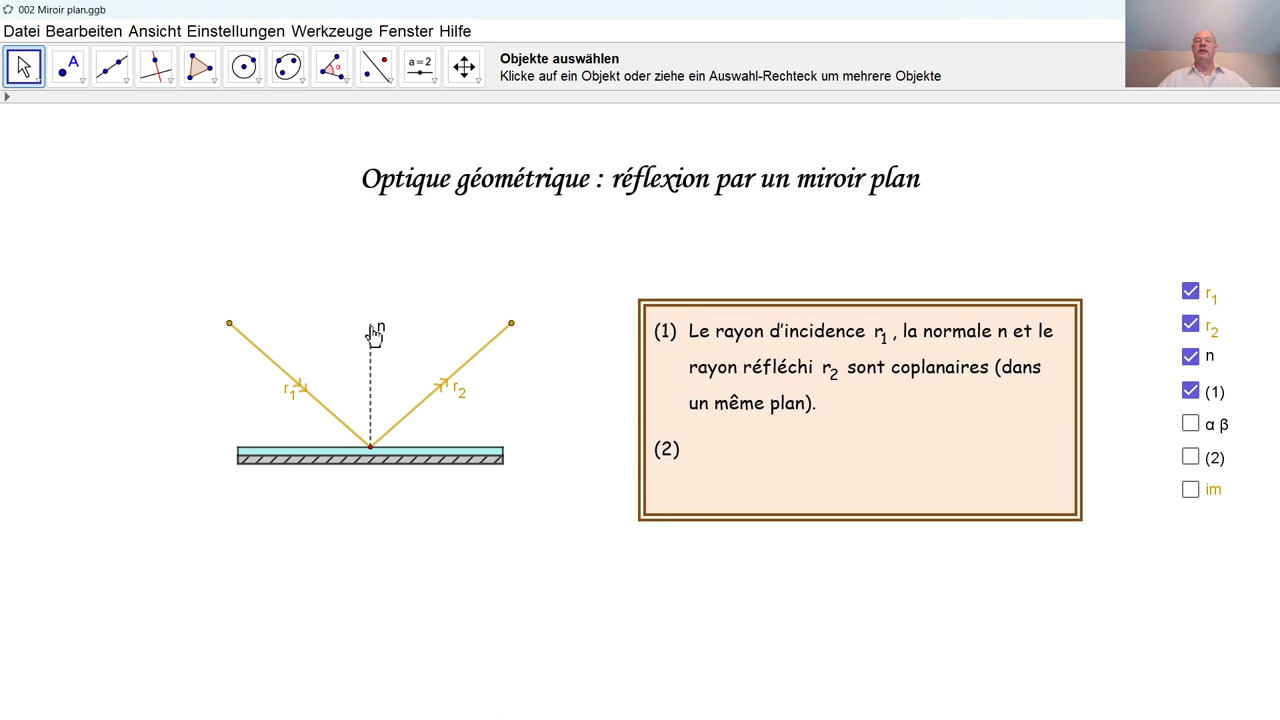 002 Miroir plan.ggb
Datei Bearbeiten Ansicht Einstellungen Werkzeuge Fenster Hilfe
A
α
a=2
Objekte auswählen
Klicke auf ein Objekt oder ziehe ein Auswahl-Rechteck um mehrere Objekte
Optique géométrique : réflexion par un miroir plan
n
r1
r2
(1) Le rayon d'incidence r1 , la normale n et le
rayon réfléchi r2 sont coplanaires (dans
un même plan).
(2)
r1
r2
n
(1)
α β
(2)
im